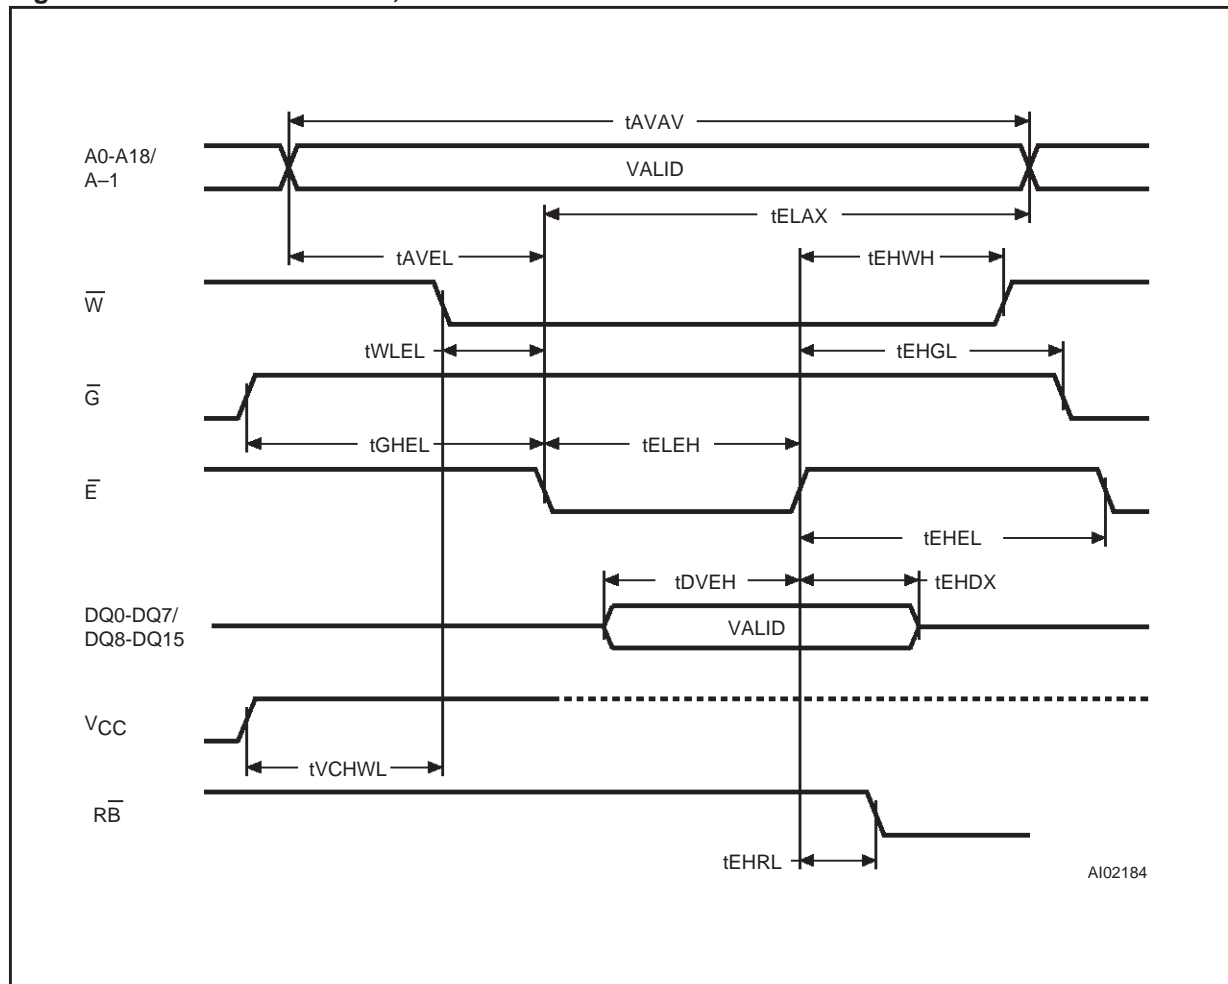 tAVAV
A0-A18/
A–1
VALID
tELAX
tAVEL
tEHWH
W̅
tWLEL
tEHGL
G̅
tGHEL
tELEH
E̅
tEHEL
tDVEH
tEHDX
DQ0-DQ7/
DQ8-DQ15
VALID
VCC
tVCHWL
RB̅
tEHRL
AI02184